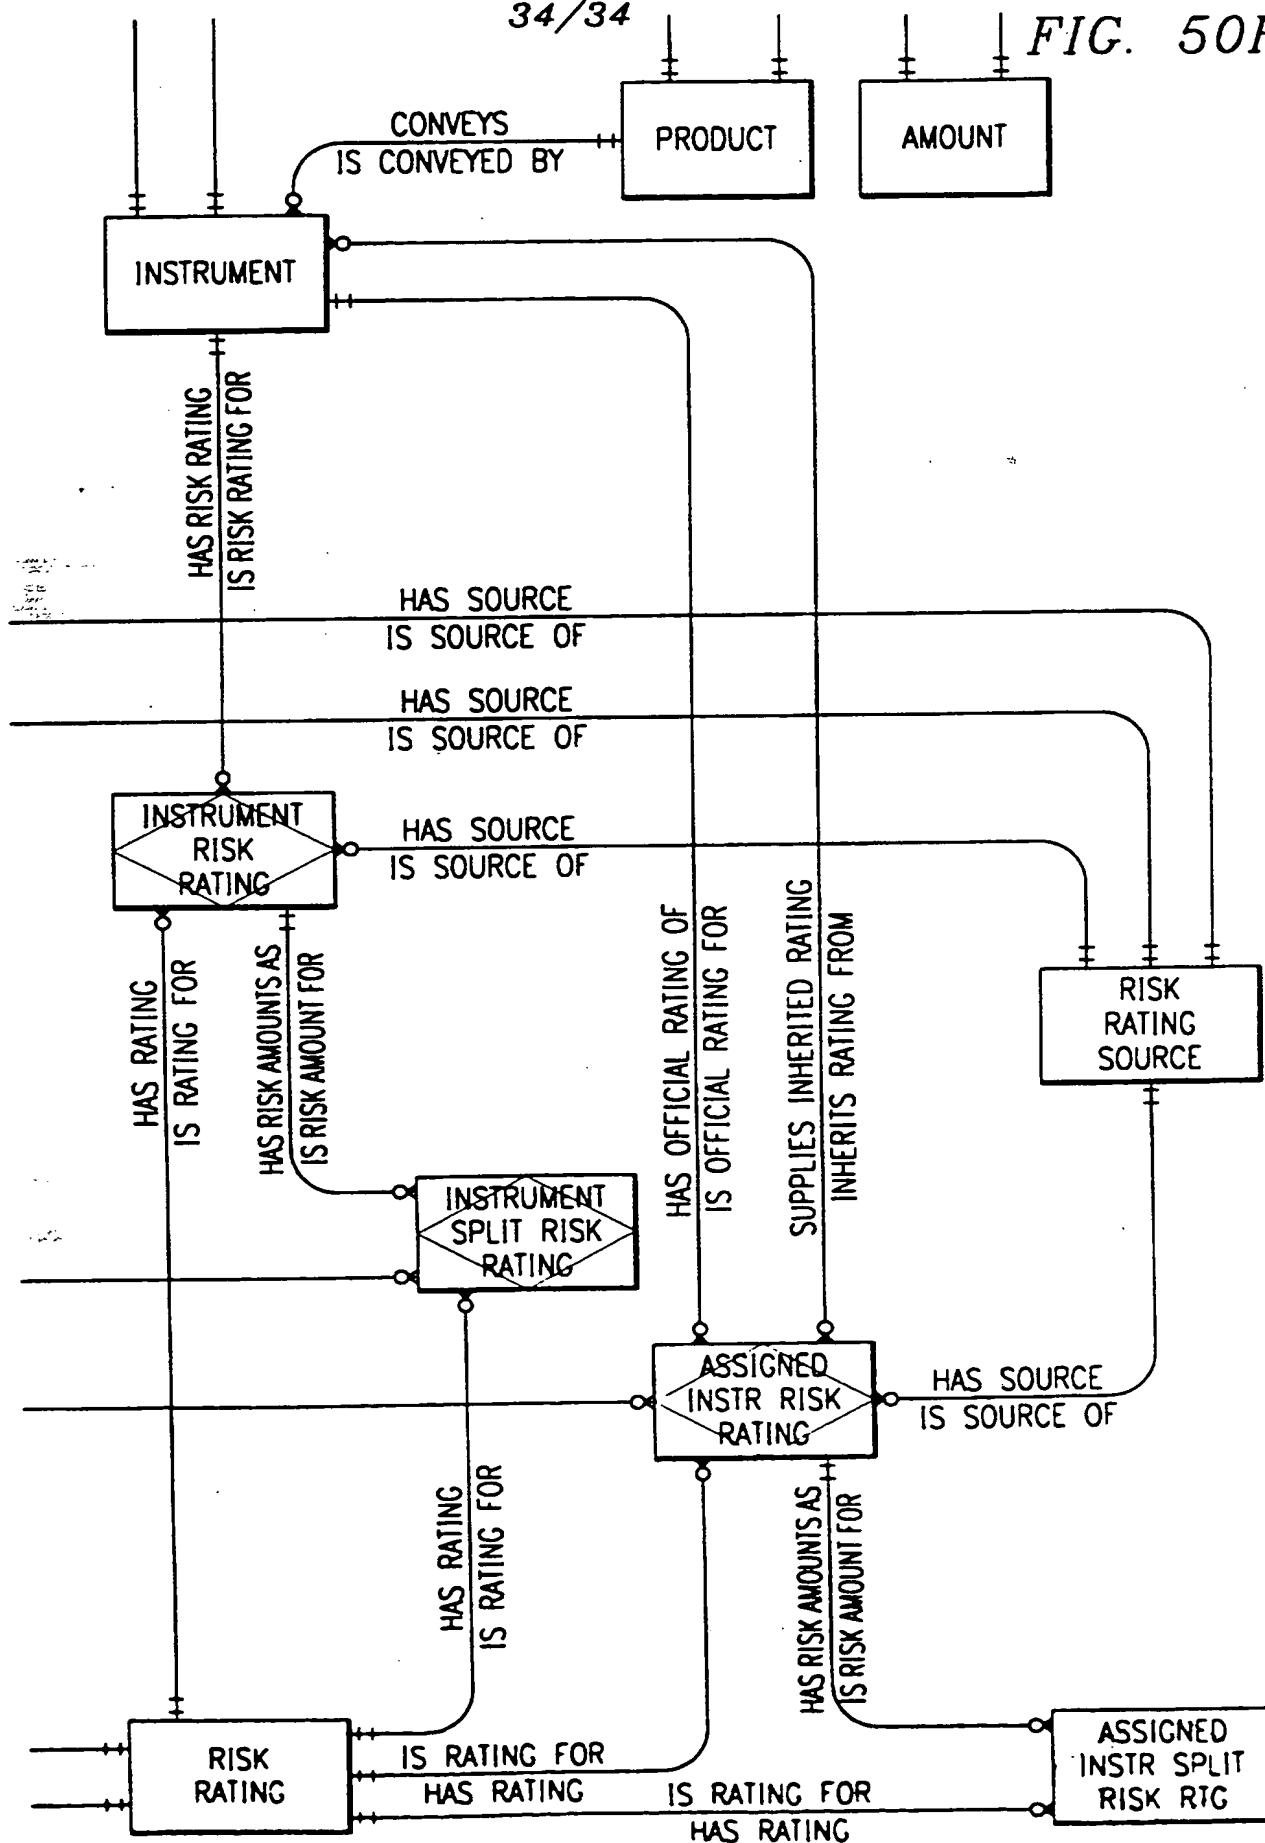 34/34
FIG. 50
CONVEYS
IS CONVEYED BY
PRODUCT
AMOUNT
INSTRUMENT
HAS RISK RATING
IS RISK RATING FOR
HAS SOURCE
IS SOURCE OF
HAS SOURCE
IS SOURCE OF
INSTRUMENT
RISK
RATING
HAS SOURCE
IS SOURCE OF
HAS RATING
IS RATING FOR
HAS RISK AMOUNTS AS
IS RISK AMOUNT FOR
HAS OFFICIAL RATING OF
IS OFFICIAL RATING FOR
SUPPLIES INHERITED RATING
INHERITS RATING FROM
RISK
RATING
SOURCE
INSTRUMENT
SPLIT RISK
RATING
ASSIGNED
INSTR RISK
RATING
HAS SOURCE
IS SOURCE OF
HAS RATING
IS RATING FOR
HAS RISK AMOUNTS AS
IS RISK AMOUNT FOR
RISK
RATING
IS RATING FOR
HAS RATING
IS RATING FOR
HAS RATING
ASSIGNED
INSTR SPLIT
RISK RTG